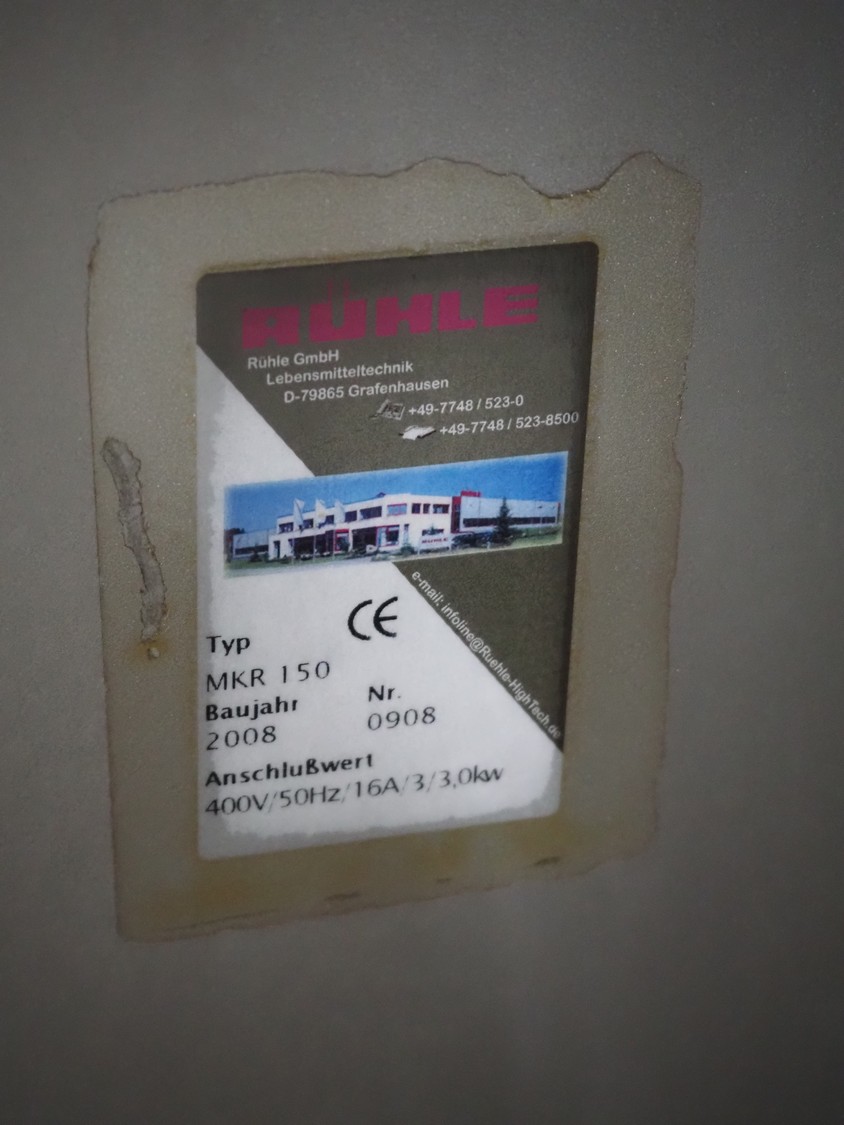 RÜHLE
Rühle GmbH
Lebensmitteltechnik
D-79865 Grafenhausen
+49-7748 / 523-0
+49-7748 / 523-8500
RÜHLE
e-mail: infoline@Ruehle-HighTech.de
CE
Typ
MKR 150
Baujahr Nr.
2008 0908
Anschlußwert
400V/50Hz/16A/3/3,0kw